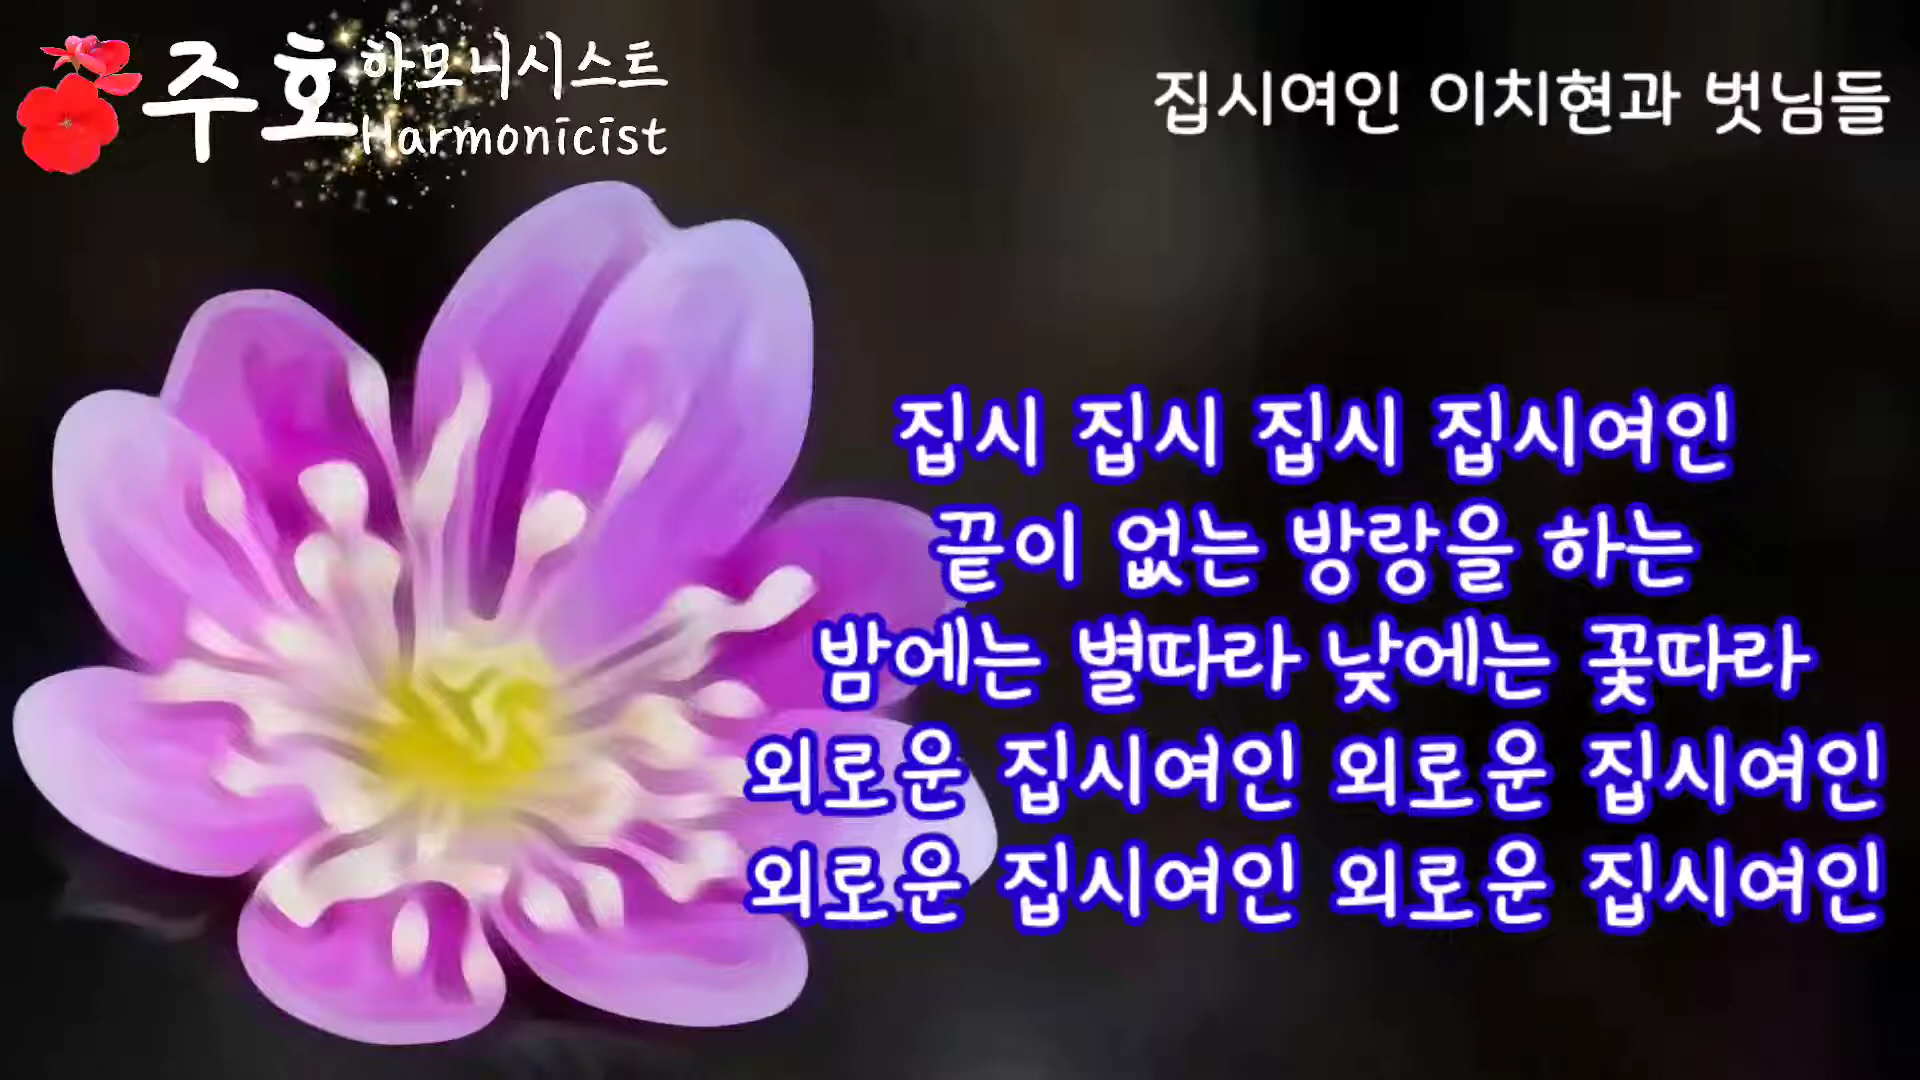 주호 하모니시스트
Harmonicist
집시여인 이치현과 벗님들
집시 집시 집시 집시여인
끝이 없는 방랑을 하는
밤에는 별따라 낮에는 꽃따라
외로운 집시여인 외로운 집시여인
외로운 집시여인 외로운 집시여인